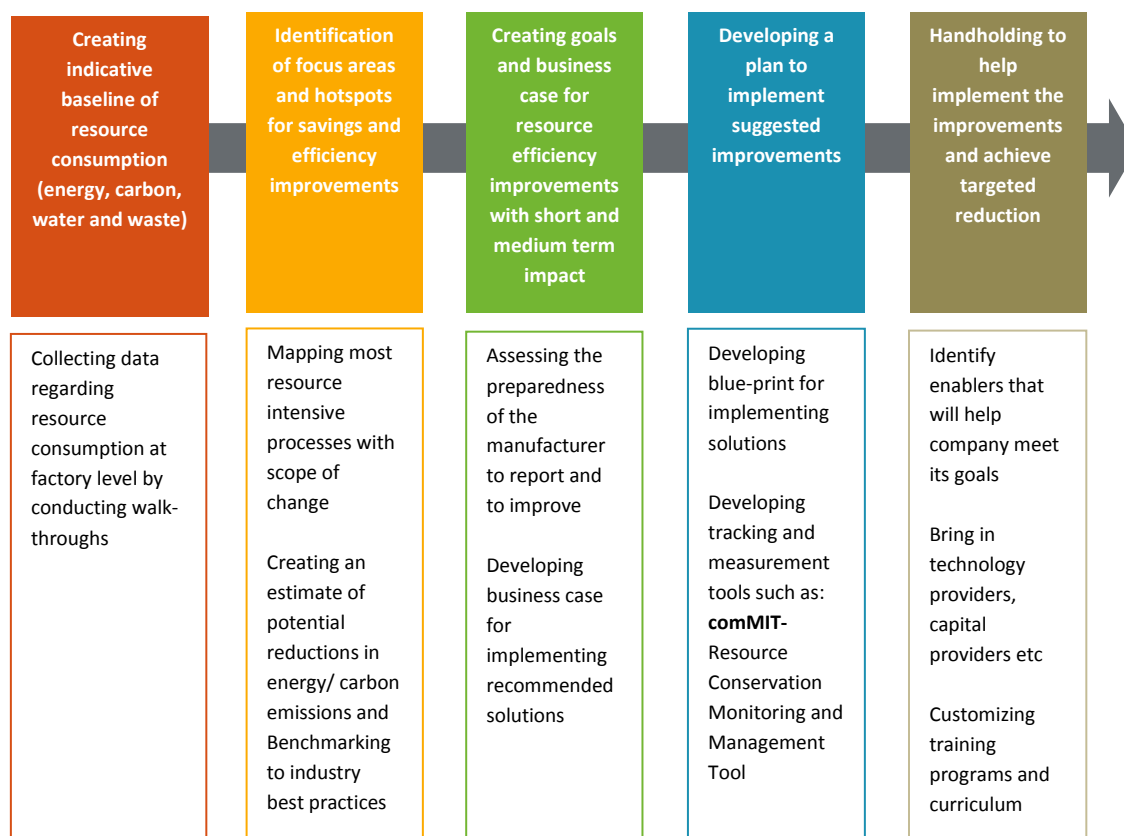 Creating
indicative
baseline of
resource
consumption
(energy, carbon,
water and waste)
Identification
of focus areas
and hotspots
for savings and
efficiency
improvements
Creating goals
and business
case for
resource
efficiency
improvements
with short and
medium term
impact
Developing a
plan to
implement
suggested
improvements
Handholding to
help
implement the
improvements
and achieve
targeted
reduction
Collecting data
regarding
resource
consumption at
factory level by
conducting walk-
throughs
Mapping most
resource
intensive
processes with
scope of
change
Creating an
estimate of
potential
reductions in
energy/ carbon
emissions and
Benchmarking
to industry
best practices
Assessing the
preparedness
of the
manufacturer
to report and
to improve
Developing
business case
for
implementing
recommended
solutions
Developing
blue-print for
implementing
solutions
Developing
tracking and
measurement
tools such as:
comMIT-
Resource
Conservation
Monitoring and
Management
Tool
Identify
enablers that
will help
company meet
its goals
Bring in
technology
providers,
capital
providers etc
Customizing
training
programs and
curriculum